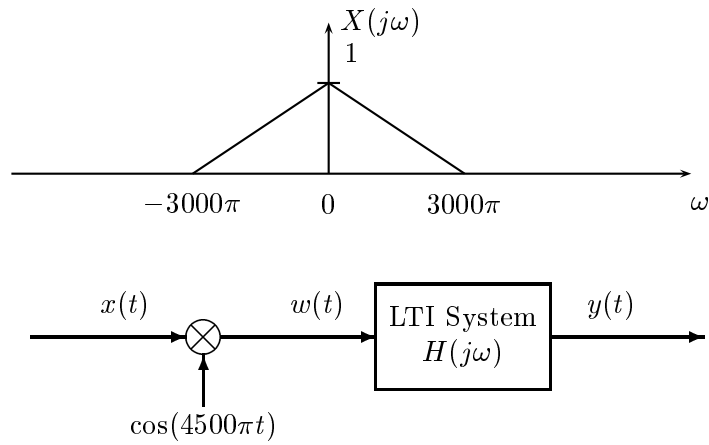 X(jω)
1
−3000π 0 3000π ω
x(t) w(t) y(t)
LTI System
H(jω)
cos(4500πt)